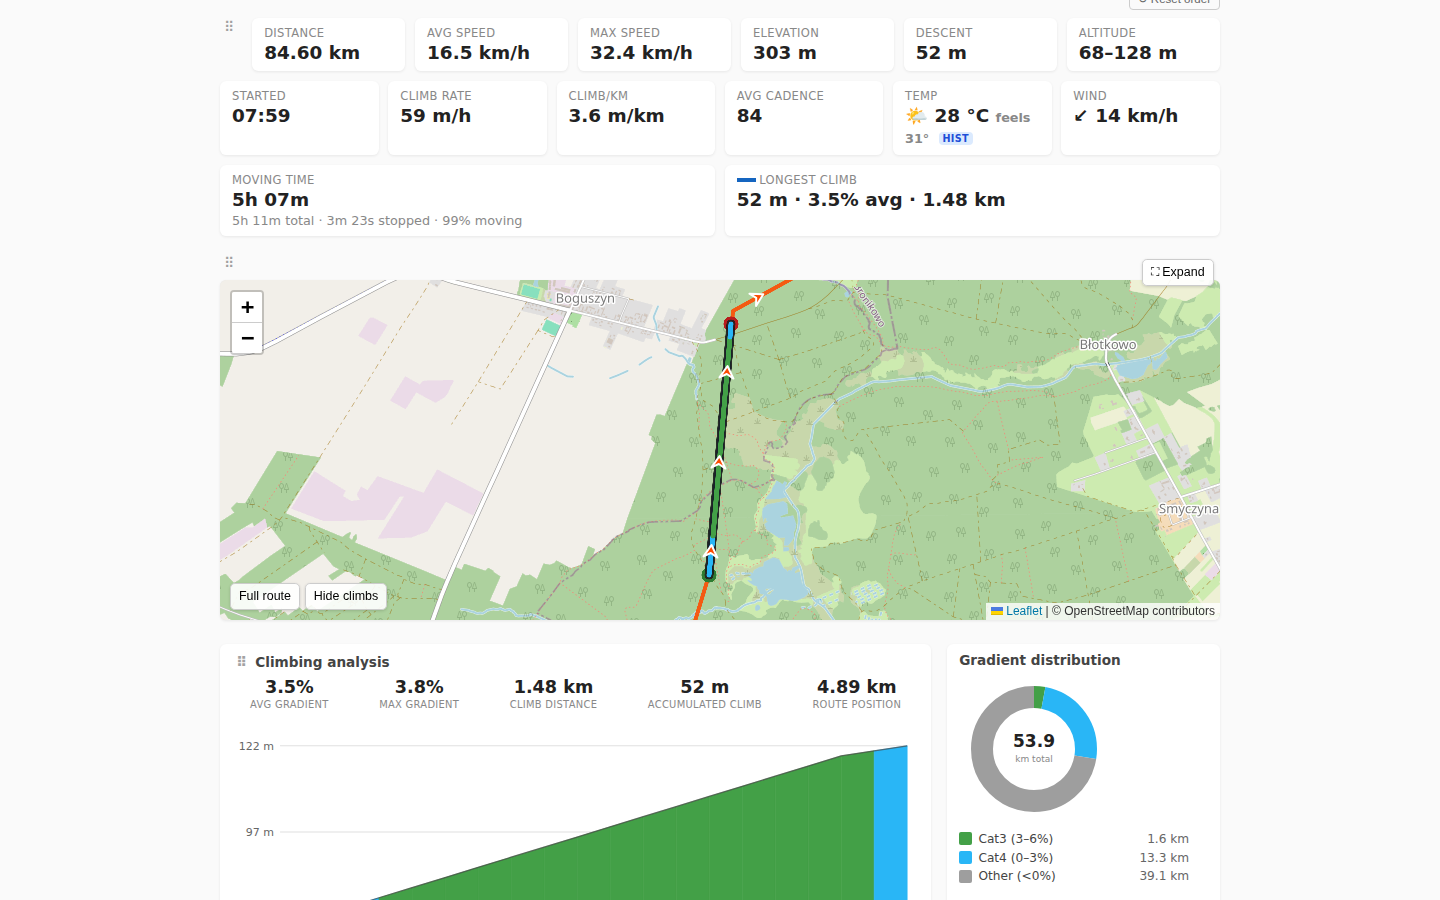 Reset order
DISTANCE
84.60 km
AVG SPEED
16.5 km/h
MAX SPEED
32.4 km/h
ELEVATION
303 m
DESCENT
52 m
ALTITUDE
68–128 m
STARTED
07:59
CLIMB RATE
59 m/h
CLIMB/KM
3.6 m/km
AVG CADENCE
84
TEMP
28 °C feels
31° HIST
WIND
↙ 14 km/h
MOVING TIME
5h 07m
5h 11m total · 3m 23s stopped · 99% moving
LONGEST CLIMB
52 m · 3.5% avg · 1.48 km
Expand
+
−
Boguszyn
Błotkowo
Smyczyna
Full route
Hide climbs
Leaflet | © OpenStreetMap contributors
Climbing analysis
3.5%
AVG GRADIENT
3.8%
MAX GRADIENT
1.48 km
CLIMB DISTANCE
52 m
ACCUMULATED CLIMB
4.89 km
ROUTE POSITION
122 m
97 m
Gradient distribution
53.9
km total
Cat3 (3–6%) 1.6 km
Cat4 (0–3%) 13.3 km
Other (<0%) 39.1 km